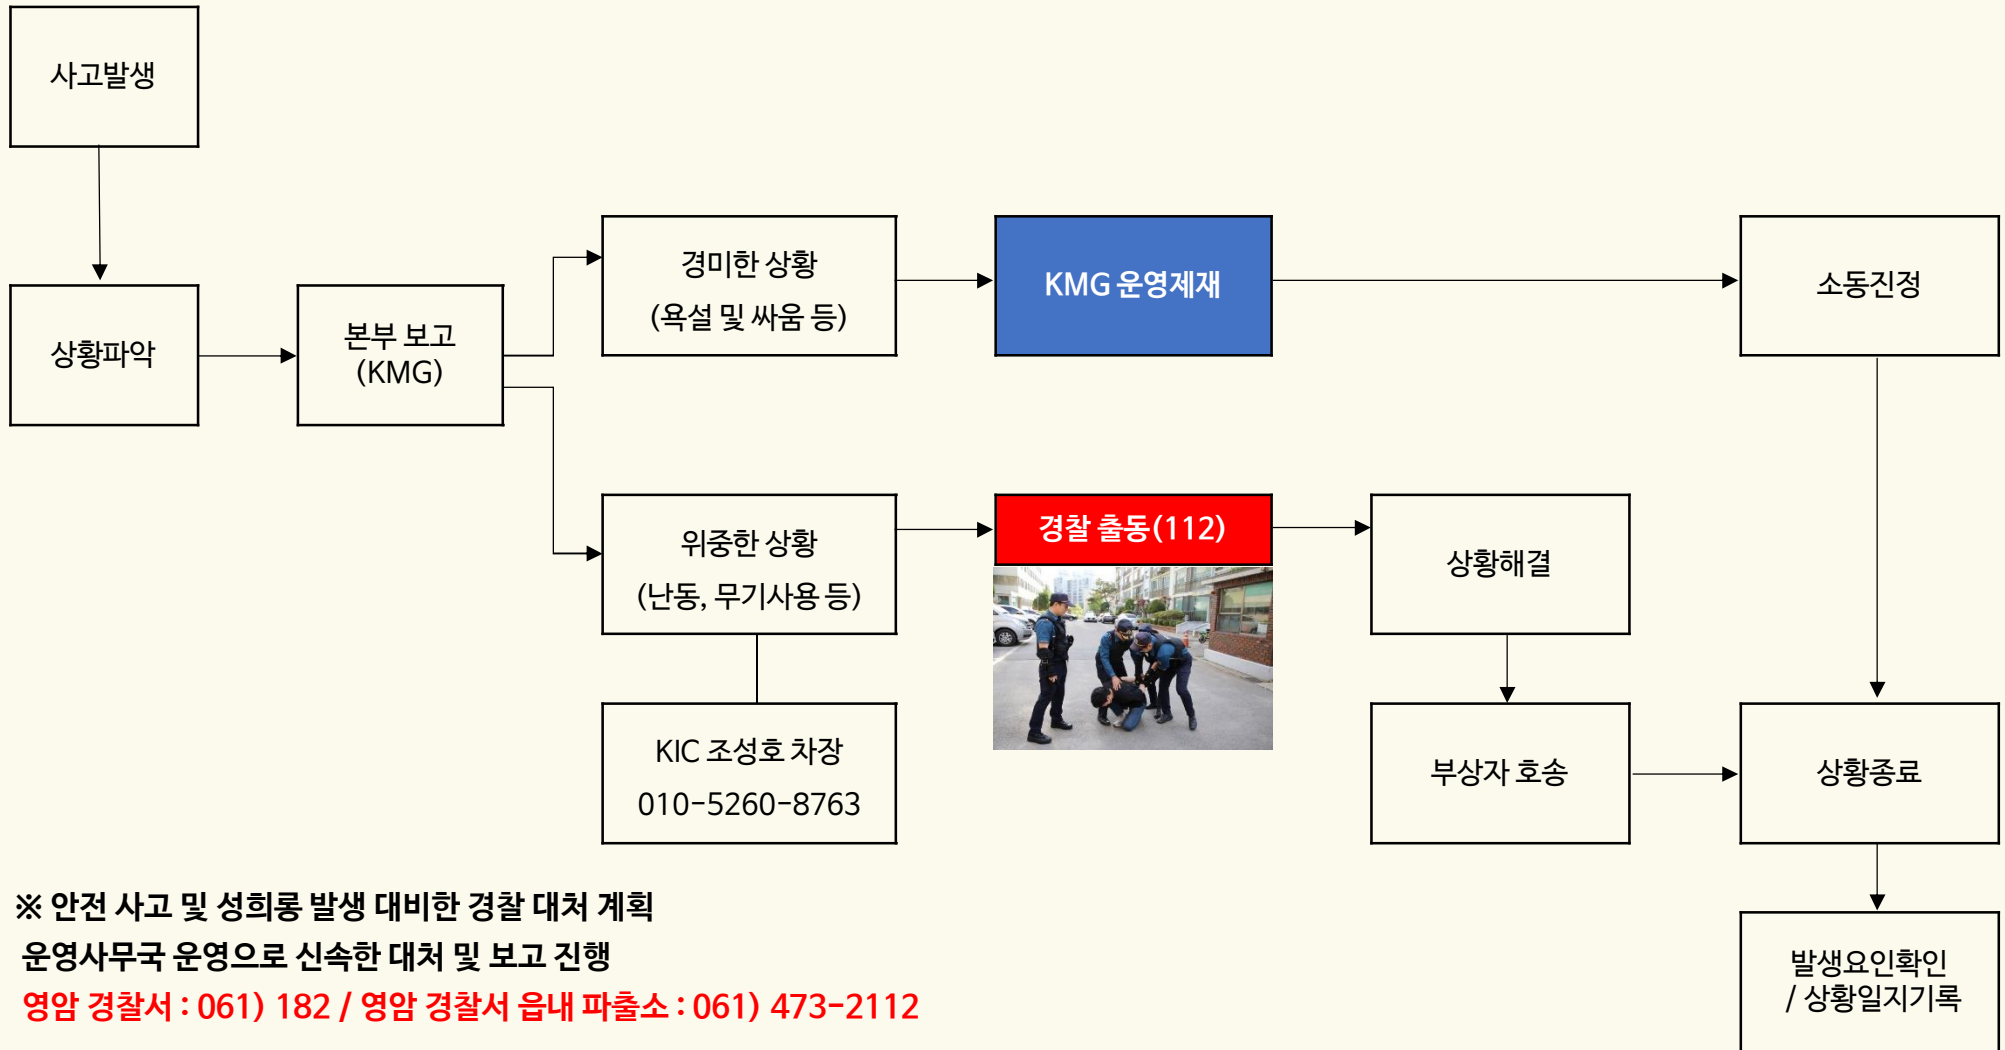 사고발생
상황파악
본부 보고
(KMG)
경미한 상황
(욕설 및 싸움 등)
KMG 운영제재
소동진정
위중한 상황
(난동, 무기사용 등)
경찰 출동(112)
상황해결
KIC 조성호 차장
010-5260-8763
부상자 호송
상황종료
발생요인확인
/ 상황일지기록
※ 안전 사고 및 성희롱 발생 대비한 경찰 대처 계획
운영사무국 운영으로 신속한 대처 및 보고 진행
영암 경찰서 : 061) 182 / 영암 경찰서 읍내 파출소 : 061) 473-2112